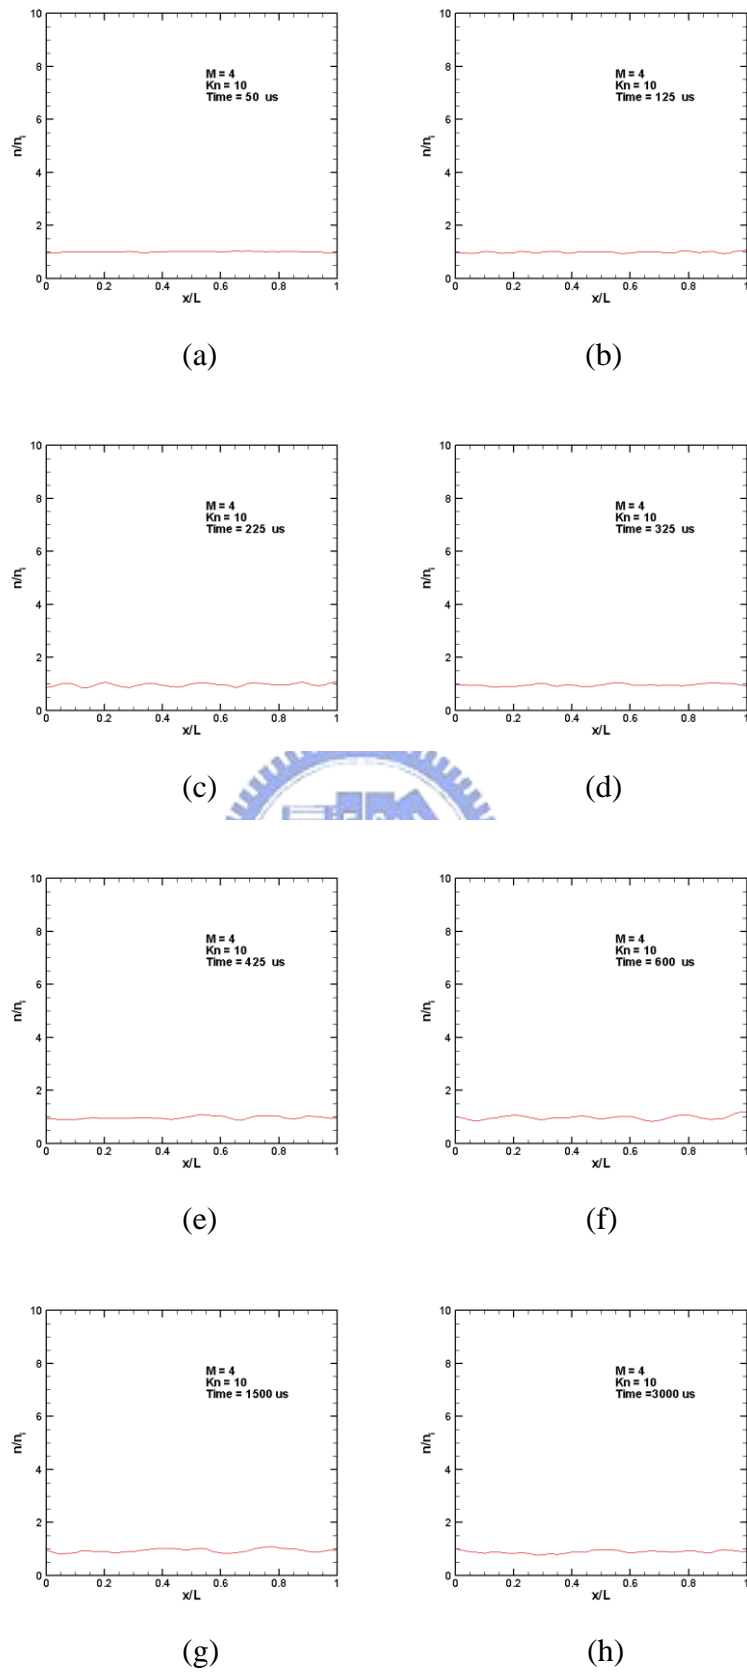 10
8
6
4
2
0
n/ni
M = 4
Kn = 10
Time = 50 us
0 0.2 0.4 0.6 0.8 1
x/L
(a)
10
8
6
4
2
0
n/ni
M = 4
Kn = 10
Time = 125 us
0 0.2 0.4 0.6 0.8 1
x/L
(b)
10
8
6
4
2
0
n/ni
M = 4
Kn = 10
Time = 225 us
0 0.2 0.4 0.6 0.8 1
x/L
(c)
10
8
6
4
2
0
n/ni
M = 4
Kn = 10
Time = 325 us
0 0.2 0.4 0.6 0.8 1
x/L
(d)
10
8
6
4
2
0
n/ni
M = 4
Kn = 10
Time = 425 us
0 0.2 0.4 0.6 0.8 1
x/L
(e)
10
8
6
4
2
0
n/ni
M = 4
Kn = 10
Time = 600 us
0 0.2 0.4 0.6 0.8 1
x/L
(f)
10
8
6
4
2
0
n/ni
M = 4
Kn = 10
Time = 1500 us
0 0.2 0.4 0.6 0.8 1
x/L
(g)
10
8
6
4
2
0
n/ni
M = 4
Kn = 10
Time =3000 us
0 0.2 0.4 0.6 0.8 1
x/L
(h)